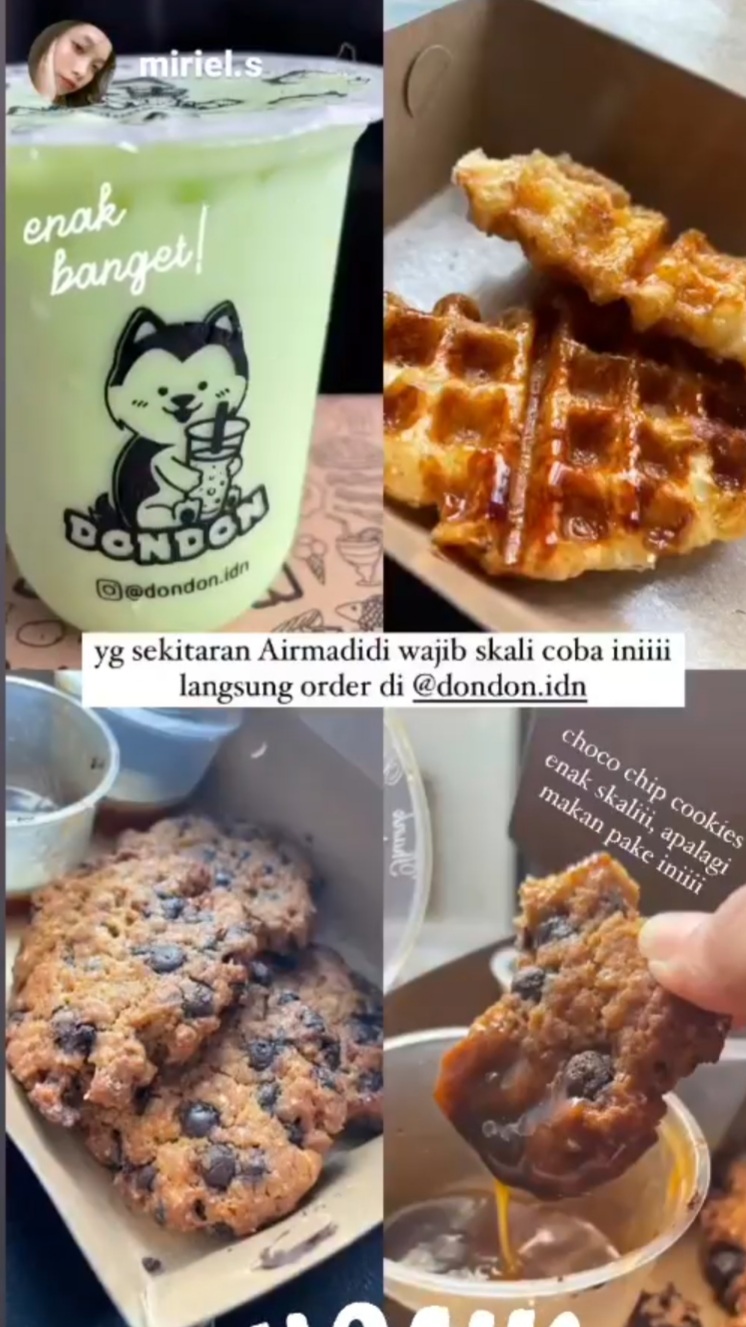 miriel.s
enak
banget!
DONDON
@dondon.idn
yg sekitaran Airmadidi wajib skali coba iniiii
langsung order di @dondon.idn
choco chip cookies
enak skaliii, apalagi
makan pake iniiii